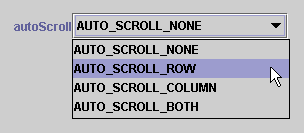 autoScroll AUTO_SCROLL_NONE
AUTO_SCROLL_NONE
AUTO_SCROLL_ROW
AUTO_SCROLL_COLUMN
AUTO_SCROLL_BOTH